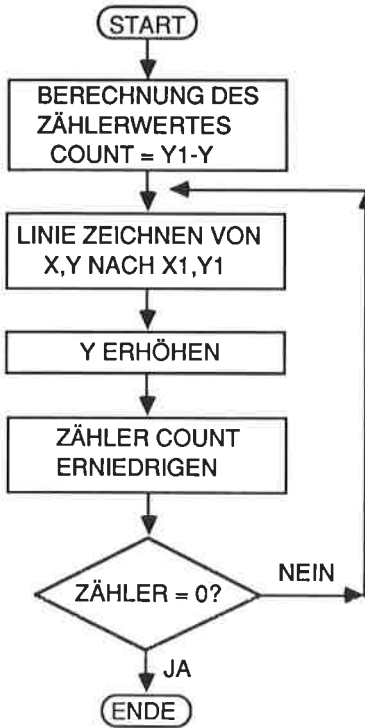 START
BERECHNUNG DES
ZÄHLERWERTES
COUNT = Y1-Y
LINIE ZEICHNEN VON
X,Y NACH X1,Y1
Y ERHÖHEN
ZÄHLER COUNT
ERNIEDRIGEN
ZÄHLER = 0?
NEIN
JA
ENDE